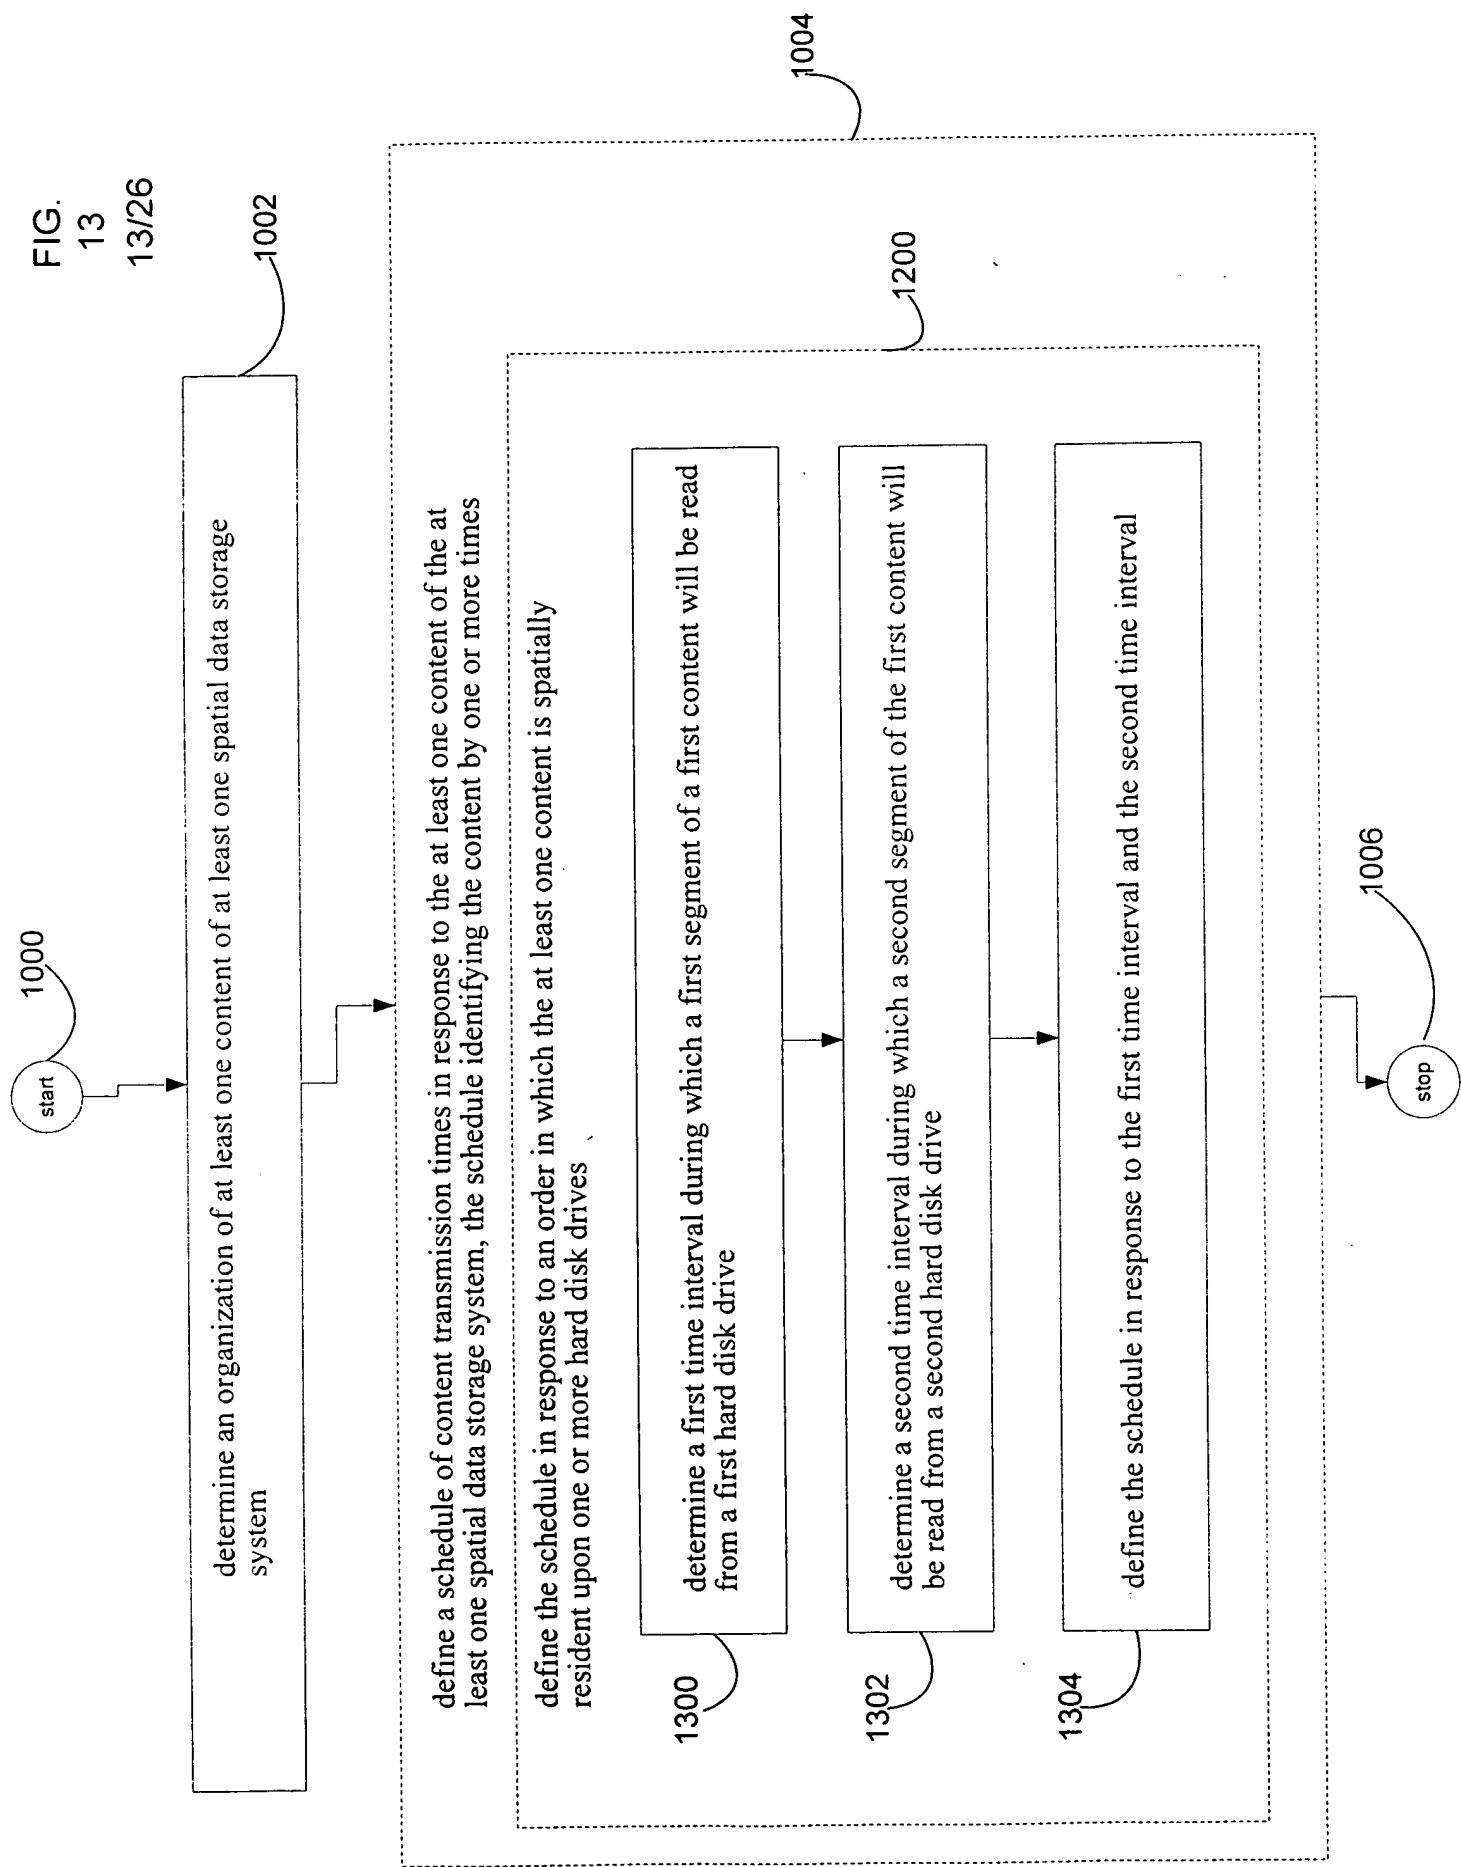 FIG.
13
13/26
1000
start
1002
determine an organization of at least one content of at least one spatial data storage
system
1004
define a schedule of content transmission times in response to the at least one content of the at
least one spatial data storage system, the schedule identifying the content by one or more times
1200
define the schedule in response to an order in which the at least one content is spatially
resident upon one or more hard disk drives
1300
determine a first time interval during which a first segment of a first content will be read
from a first hard disk drive
1302
determine a second time interval during which a second segment of the first content will
be read from a second hard disk drive
1304
define the schedule in response to the first time interval and the second time interval
1006
stop